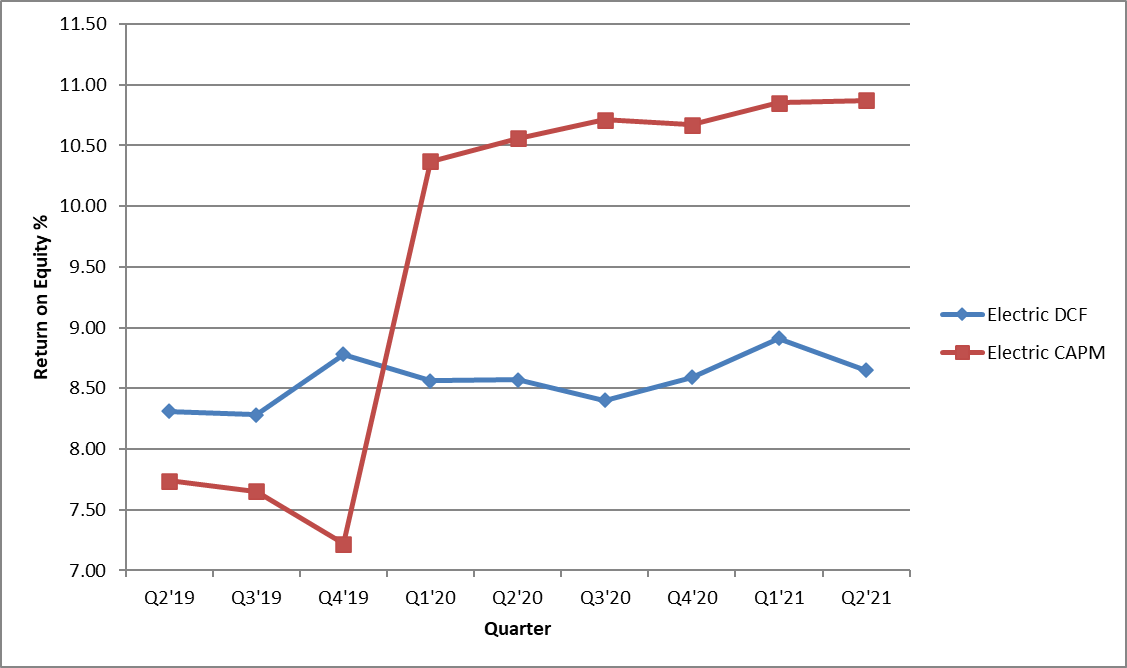 11.50
11.00
10.50
10.00
9.50
9.00
8.50
8.00
7.50
7.00
Return on Equity %
Q2'19 Q3'19 Q4'19 Q1'20 Q2'20 Q3'20 Q4'20 Q1'21 Q2'21
Quarter
Electric DCF
Electric CAPM